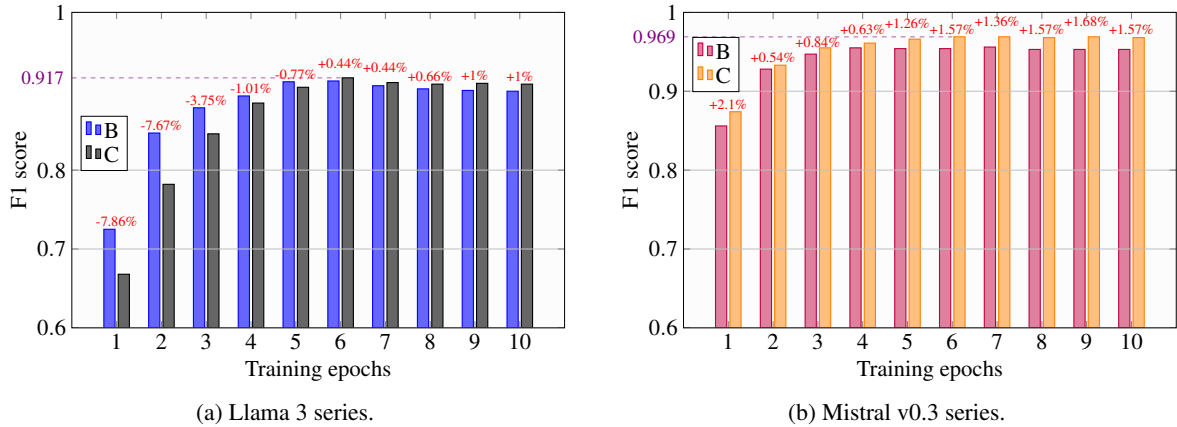 1
0.917
0.8
0.7
0.6
F1 score
B
C
-7.86%
-7.67%
-3.75%
-1.01%
-0.77%
+0.44%
+0.44%
+0.66%
+1%
+1%
1 2 3 4 5 6 7 8 9 10
Training epochs
(a) Llama 3 series.
1
0.969
0.9
0.8
0.7
0.6
F1 score
B
C
+2.1%
+0.54%
+0.84%
+0.63%
+1.26%
+1.57%
+1.36%
+1.57%
+1.68%
+1.57%
1 2 3 4 5 6 7 8 9 10
Training epochs
(b) Mistral v0.3 series.